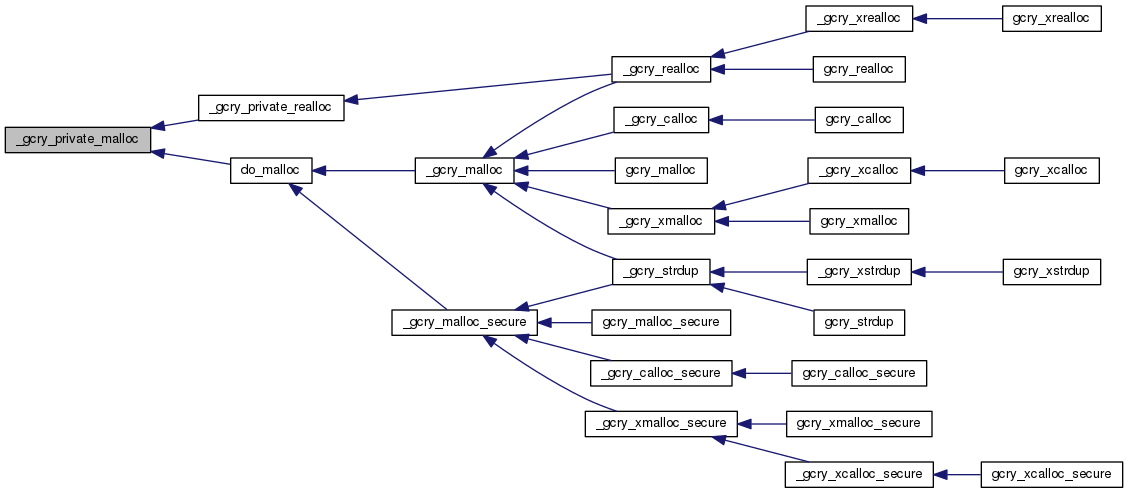 _gcry_xrealloc
gcry_xrealloc
_gcry_realloc
gcry_realloc
_gcry_private_realloc
_gcry_calloc
gcry_calloc
_gcry_private_malloc
do_malloc
_gcry_malloc
gcry_malloc
_gcry_xcalloc
gcry_xcalloc
_gcry_xmalloc
gcry_xmalloc
_gcry_strdup
_gcry_xstrdup
gcry_xstrdup
_gcry_malloc_secure
gcry_malloc_secure
gcry_strdup
_gcry_calloc_secure
gcry_calloc_secure
_gcry_xmalloc_secure
gcry_xmalloc_secure
_gcry_xcalloc_secure
gcry_xcalloc_secure